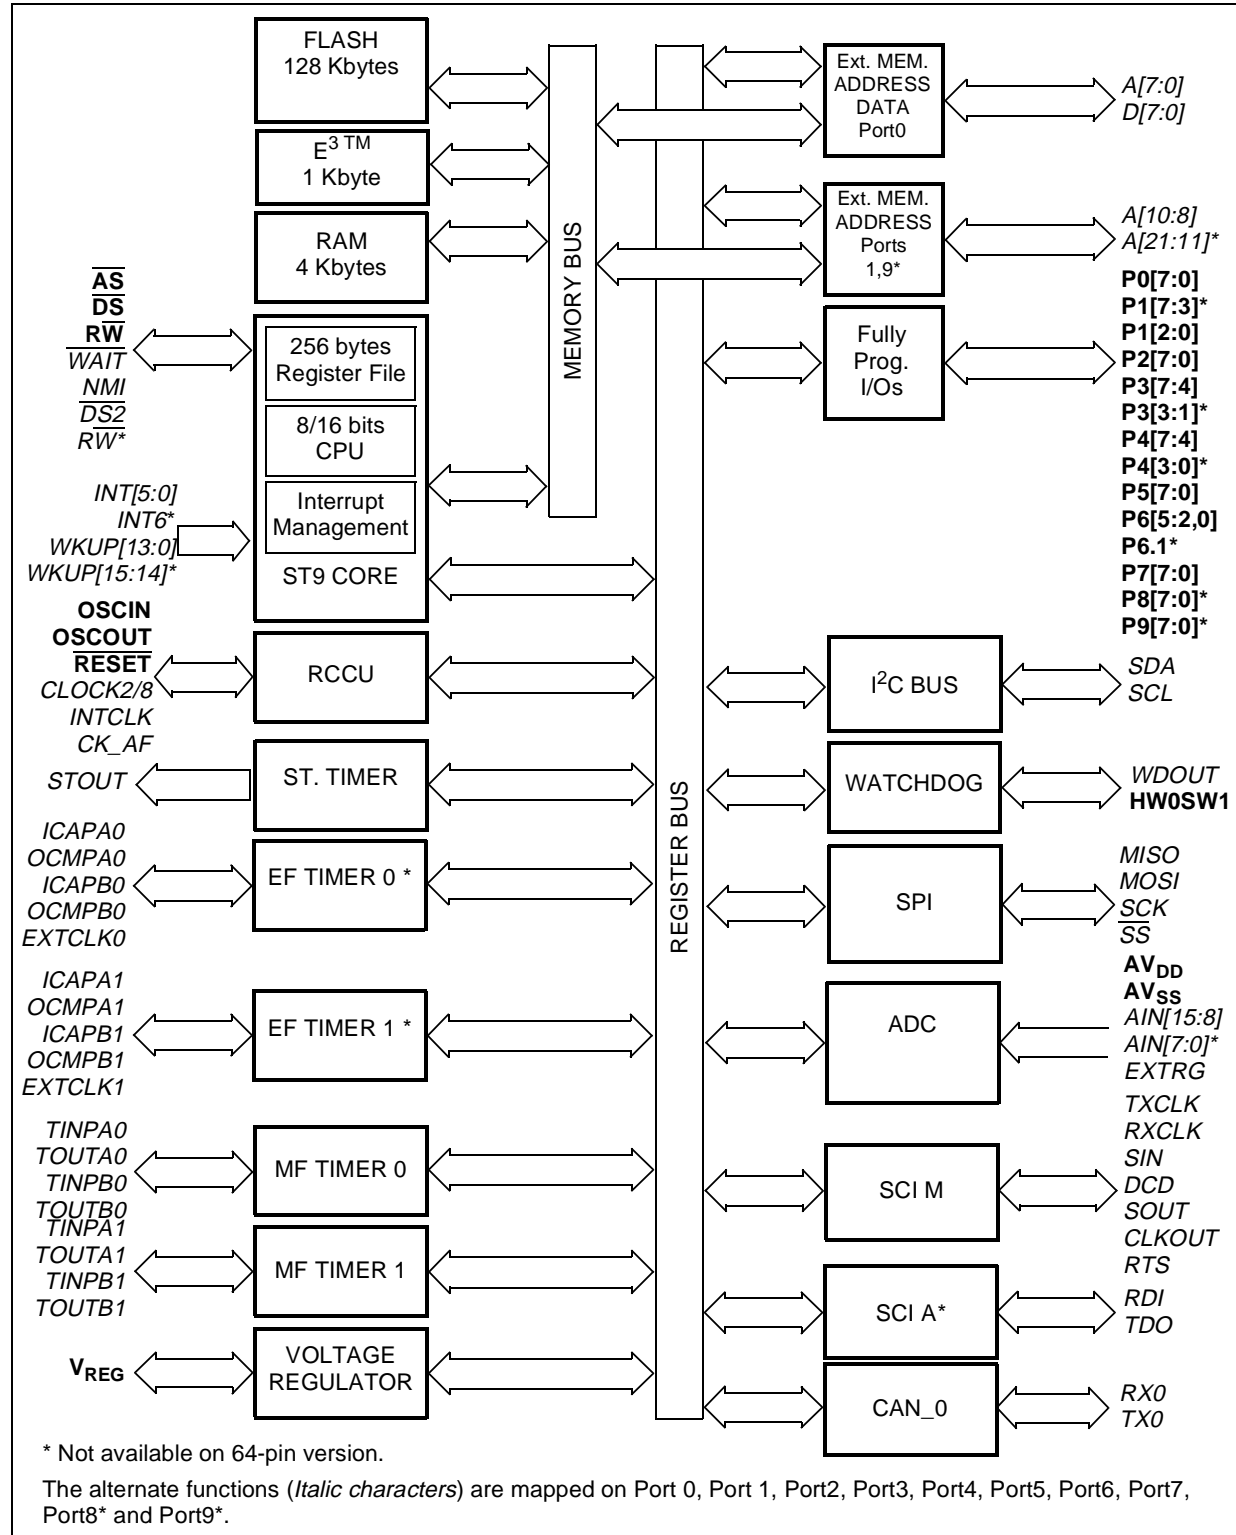 FLASH
128 Kbytes
E3 TM
1 Kbyte
RAM
4 Kbytes
A̅S̅
D̅S̅
RW̅
W̅A̅I̅T̅
NMI
D̅S̅2̅
RW̅*
256 bytes
Register File
8/16 bits
CPU
Interrupt
Management
ST9 CORE
INT[5:0]
INT6*
WKUP[13:0]
WKUP[15:14]*
OSCIN
OSCOUT
R̅E̅S̅E̅T̅
CLOCK2/8
INTCLK
CK_AF
RCCU
STOUT
ST. TIMER
ICAPA0
OCMPA0
ICAPB0
OCMPB0
EXTCLK0
EF TIMER 0 *
ICAPA1
OCMPA1
ICAPB1
OCMPB1
EXTCLK1
EF TIMER 1 *
TINPA0
TOUTA0
TINPB0
TOUTB0
MF TIMER 0
TINPA1
TOUTA1
TINPB1
TOUTB1
MF TIMER 1
VREG
VOLTAGE
REGULATOR
MEMORY BUS
REGISTER BUS
Ext. MEM.
ADDRESS
DATA
Port0
A[7:0]
D[7:0]
Ext. MEM.
ADDRESS
Ports
1,9*
A[10:8]
A[21:11]*
Fully
Prog.
I/Os
P0[7:0]
P1[7:3]*
P1[2:0]
P2[7:0]
P3[7:4]
P3[3:1]*
P4[7:4]
P4[3:0]*
P5[7:0]
P6[5:2,0]
P6.1*
P7[7:0]
P8[7:0]*
P9[7:0]*
I2C BUS
SDA
SCL
WATCHDOG
WDOUT
HW0SW1
SPI
MISO
MOSI
SCK
S̅S̅
ADC
AVDD
AVSS
AIN[15:8]
AIN[7:0]*
EXTRG
SCI M
TXCLK
RXCLK
SIN
DCD
SOUT
CLKOUT
RTS
SCI A*
RDI
TDO
CAN_0
RX0
TX0
* Not available on 64-pin version.
The alternate functions (Italic characters) are mapped on Port 0, Port 1, Port2, Port3, Port4, Port5, Port6, Port7,
Port8* and Port9*.